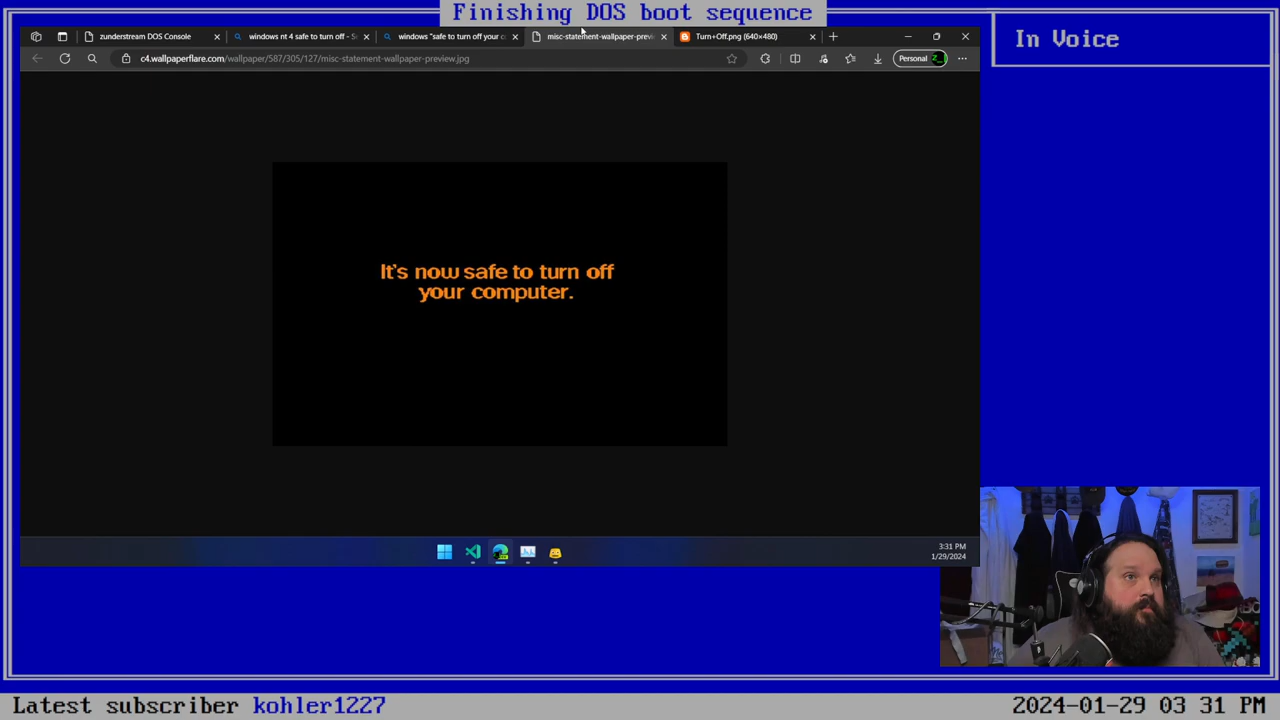 Finishing DOS boot sequence
zunderstream DOS Console
windows nt 4 safe to turn off - S
windows "safe to turn off your c
misc-statement-wallpaper-previ
Turn+Off.png (640×480)
c4.wallpaperflare.com/wallpaper/587/305/127/misc-statement-wallpaper-preview.jpg
Personal
In Voice
It's now safe to turn off
your computer.
3:31 PM
1/29/2024
Latest subscriber kohler1227
2024-01-29 03 31 PM